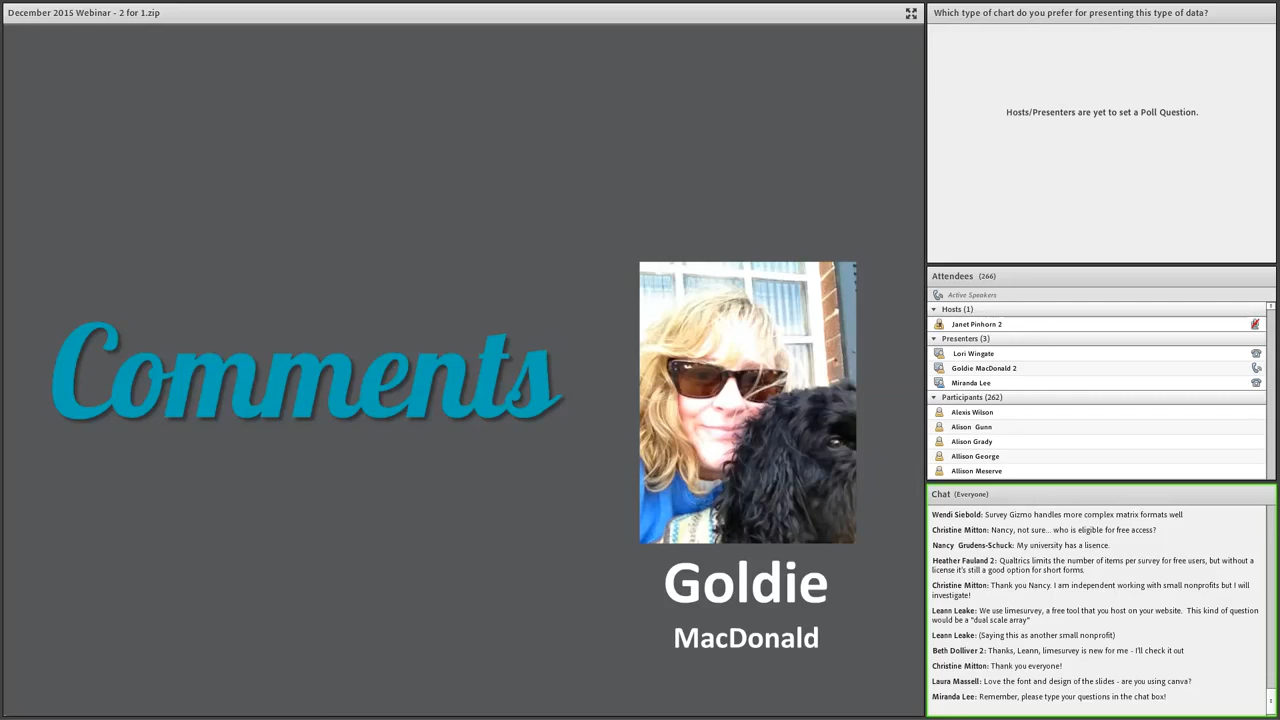 December 2015 Webinar - 2 for 1.zip
Comments
Goldie
MacDonald
Which type of chart do you prefer for presenting this type of data?
Hosts/Presenters are yet to set a Poll Question.
Attendees (266)
Active Speakers
Hosts (1)
Janet Pinhorn 2
Presenters (3)
Lori Wingate
Goldie MacDonald 2
Miranda Lee
Participants (262)
Alexis Wilson
Alison Gunn
Alison Grady
Allison George
Allison Meserve
Chat (Everyone)
Wendi Siebold: Survey Gizmo handles more complex matrix formats well
Christine Mitton: Nancy, not sure... who is eligible for free access?
Nancy Grudens-Schuck: My university has a lisence.
Heather Fauland 2: Qualtrics limits the number of items per survey for free users, but without a
license it's still a good option for short forms.
Christine Mitton: Thank you Nancy. I am independent working with small nonprofits but I will
investigate!
Leann Leake: We use limesurvey, a free tool that you host on your website. This kind of question
would be a "dual scale array"
Leann Leake: (Saying this as another small nonprofit)
Beth Dolliver 2: Thanks, Leann, limesurvey is new for me - I'll check it out
Christine Mitton: Thank you everyone!
Laura Massell: Love the font and design of the slides - are you using canva?
Miranda Lee: Remember, please type your questions in the chat box!